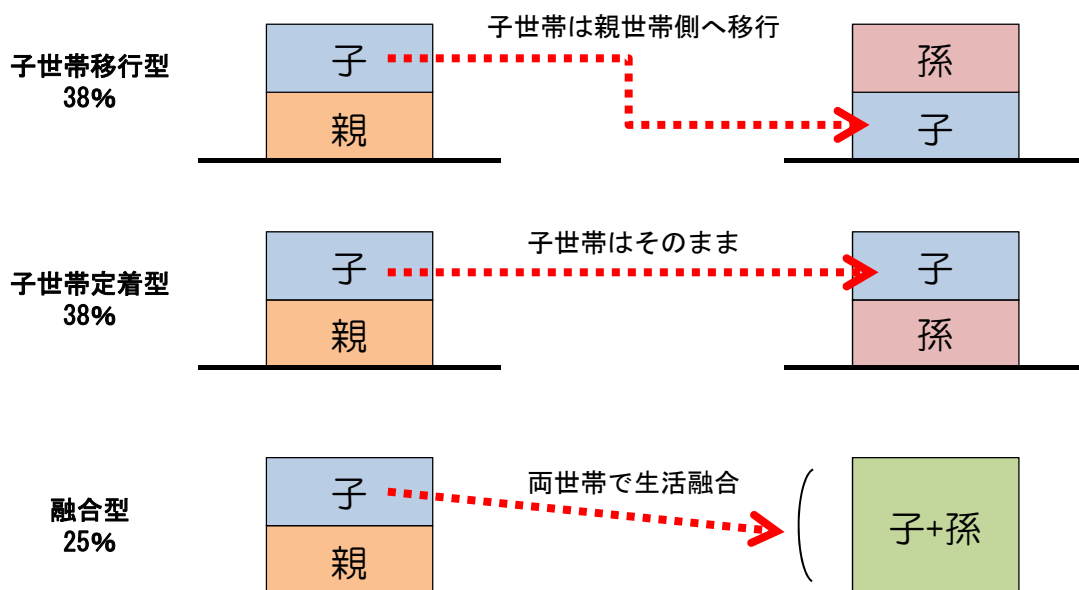 子世帯は親世帯側へ移行
子世帯移行型
38%
子
親
孫
子
子世帯はそのまま
子世帯定着型
38%
子
親
子
孫
両世帯で生活融合
融合型
25%
子
親
子+孫